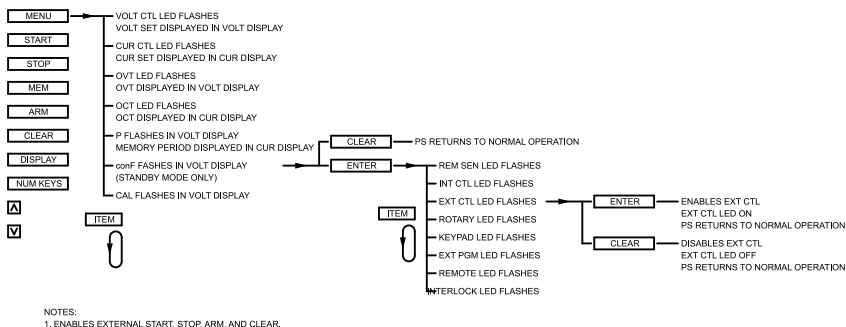 MENU
START
STOP
MEM
ARM
CLEAR
DISPLAY
NUM KEYS
VOLT CTL LED FLASHES
VOLT SET DISPLAYED IN VOLT DISPLAY
CUR CTL LED FLASHES
CUR SET DISPLAYED IN CUR DISPLAY
OVT LED FLASHES
OVT DISPLAYED IN VOLT DISPLAY
OCT LED FLASHES
OCT DISPLAYED IN CUR DISPLAY
P FLASHES IN VOLT DISPLAY
MEMORY PERIOD DISPLAYED IN CUR DISPLAY
conF FASHES IN VOLT DISPLAY
(STANDBY MODE ONLY)
CAL FLASHES IN VOLT DISPLAY
ITEM
CLEAR
PS RETURNS TO NORMAL OPERATION
ENTER
REM SEN LED FLASHES
INT CTL LED FLASHES
EXT CTL LED FLASHES
ROTARY LED FLASHES
KEYPAD LED FLASHES
EXT PGM LED FLASHES
REMOTE LED FLASHES
INTERLOCK LED FLASHES
ITEM
ENTER
ENABLES EXT CTL
EXT CTL LED ON
PS RETURNS TO NORMAL OPERATION
CLEAR
DISABLES EXT CTL
EXT CTL LED OFF
PS RETURNS TO NORMAL OPERATION
NOTES:
1. ENABLES EXTERNAL START, STOP, ARM, AND CLEAR.